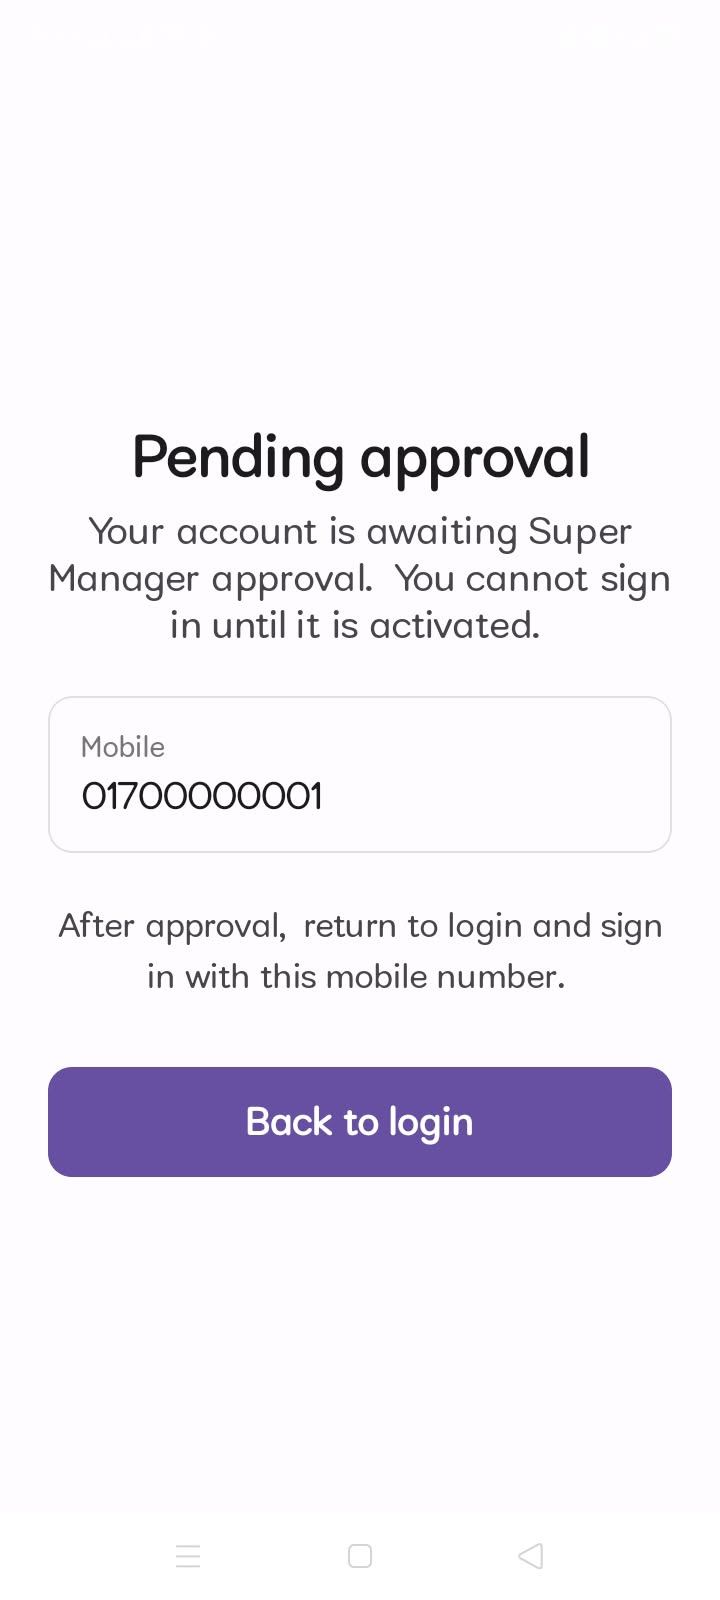 Pending approval
Your account is awaiting Super
Manager approval. You cannot sign
in until it is activated.
Mobile
01700000001
After approval, return to login and sign
in with this mobile number.
Back to login